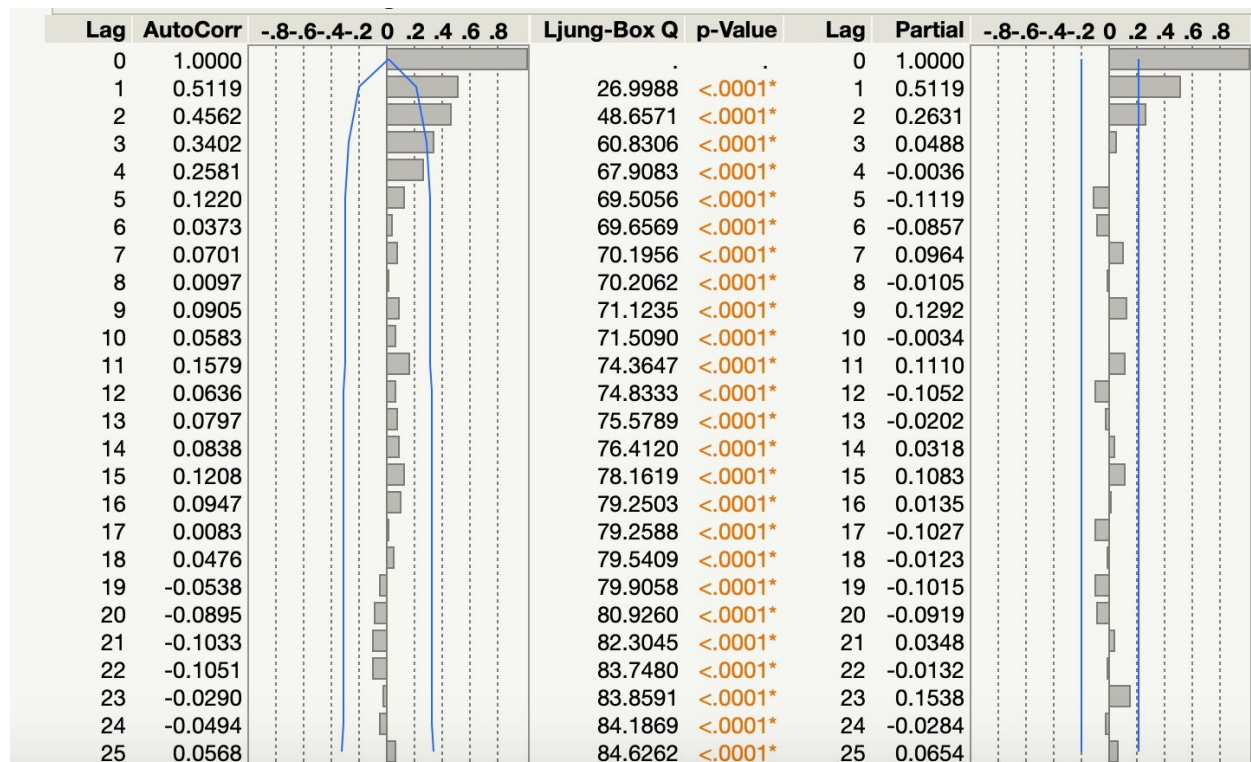 Lag AutoCorr -.8-.6-.4-.2 0 .2 .4 .6 .8 Ljung-Box Q p-Value Lag Partial -.8-.6-.4-.2 0 .2 .4 .6 .8
0 1.0000 . . 0 1.0000
1 0.5119 26.9988 <.0001* 1 0.5119
2 0.4562 48.6571 <.0001* 2 0.2631
3 0.3402 60.8306 <.0001* 3 0.0488
4 0.2581 67.9083 <.0001* 4 -0.0036
5 0.1220 69.5056 <.0001* 5 -0.1119
6 0.0373 69.6569 <.0001* 6 -0.0857
7 0.0701 70.1956 <.0001* 7 0.0964
8 0.0097 70.2062 <.0001* 8 -0.0105
9 0.0905 71.1235 <.0001* 9 0.1292
10 0.0583 71.5090 <.0001* 10 -0.0034
11 0.1579 74.3647 <.0001* 11 0.1110
12 0.0636 74.8333 <.0001* 12 -0.1052
13 0.0797 75.5789 <.0001* 13 -0.0202
14 0.0838 76.4120 <.0001* 14 0.0318
15 0.1208 78.1619 <.0001* 15 0.1083
16 0.0947 79.2503 <.0001* 16 0.0135
17 0.0083 79.2588 <.0001* 17 -0.1027
18 0.0476 79.5409 <.0001* 18 -0.0123
19 -0.0538 79.9058 <.0001* 19 -0.1015
20 -0.0895 80.9260 <.0001* 20 -0.0919
21 -0.1033 82.3045 <.0001* 21 0.0348
22 -0.1051 83.7480 <.0001* 22 -0.0132
23 -0.0290 83.8591 <.0001* 23 0.1538
24 -0.0494 84.1869 <.0001* 24 -0.0284
25 0.0568 84.6262 <.0001* 25 0.0654